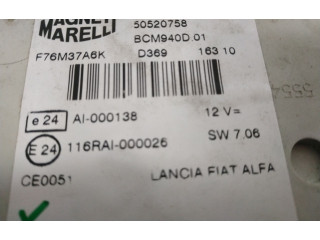 MAGNETI 50520758
MARELLI BCM940D.01
F76M37A6K D369 163 10
e 24 AI-000138 12 V=
E 24 116RAI-000026 SW 7.06
CE0051 LANCIA FIAT ALFA
5554